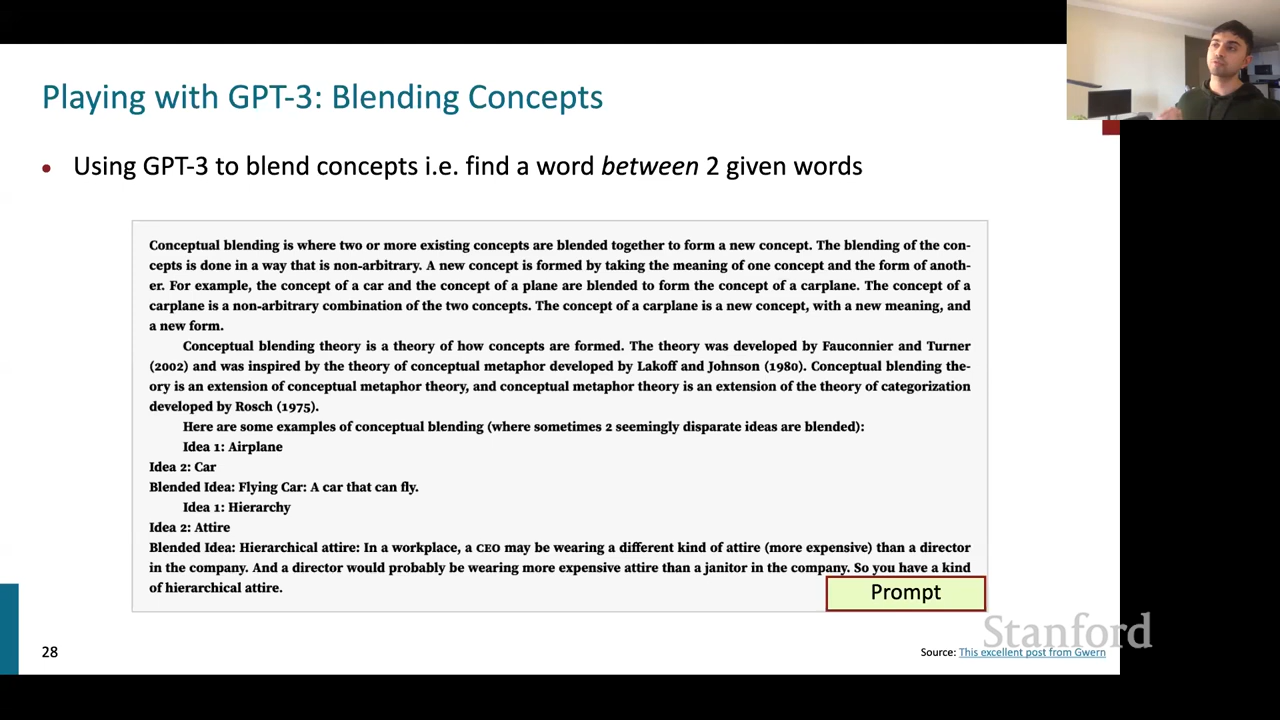 Playing with GPT-3: Blending Concepts
• Using GPT-3 to blend concepts i.e. find a word between 2 given words
Conceptual blending is where two or more existing concepts are blended together to form a new concept. The blending of the con-
cepts is done in a way that is non-arbitrary. A new concept is formed by taking the meaning of one concept and the form of anoth-
er. For example, the concept of a car and the concept of a plane are blended to form the concept of a carplane. The concept of a
carplane is a non-arbitrary combination of the two concepts. The concept of a carplane is a new concept, with a new meaning, and
a new form.
Conceptual blending theory is a theory of how concepts are formed. The theory was developed by Fauconnier and Turner
(2002) and was inspired by the theory of conceptual metaphor developed by Lakoff and Johnson (1980). Conceptual blending the-
ory is an extension of conceptual metaphor theory, and conceptual metaphor theory is an extension of the theory of categorization
developed by Rosch (1975).
Here are some examples of conceptual blending (where sometimes 2 seemingly disparate ideas are blended):
Idea 1: Airplane
Idea 2: Car
Blended Idea: Flying Car: A car that can fly.
Idea 1: Hierarchy
Idea 2: Attire
Blended Idea: Hierarchical attire: In a workplace, a CEO may be wearing a different kind of attire (more expensive) than a director
in the company. And a director would probably be wearing more expensive attire than a janitor in the company. So you have a kind
of hierarchical attire.
Prompt
Stanford
28
Source: This excellent post from Gwern